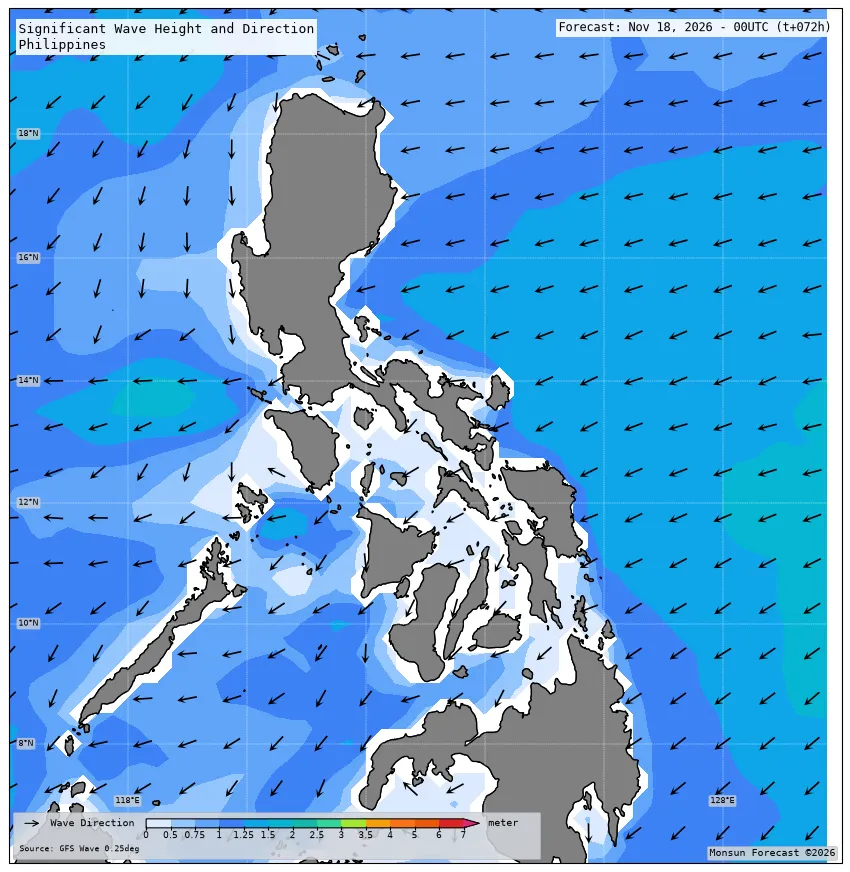 Significant Wave Height and Direction
Philippines
Forecast: Nov 18, 2026 - 00UTC (t+072h)
18°N
16°N
14°N
12°N
10°N
8°N
118°E
128°E
Wave Direction
meter
0 0.5 0.75 1 1.25 1.5 2 2.5 3 3.5 4 5 6 7
Source: GFS Wave 0.25deg
Monsun Forecast ©2026